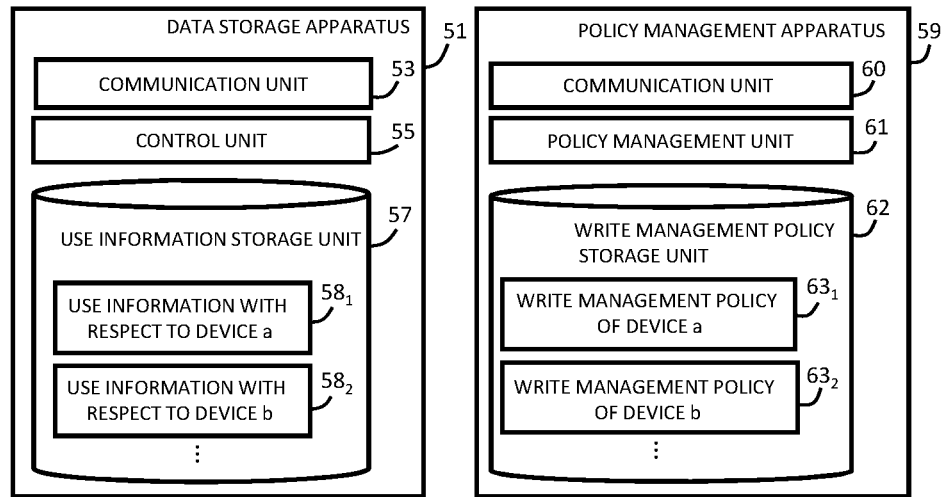 DATA STORAGE APPARATUS
51
COMMUNICATION UNIT
53
CONTROL UNIT
55
USE INFORMATION STORAGE UNIT
57
USE INFORMATION WITH
RESPECT TO DEVICE a
58₁
USE INFORMATION WITH
RESPECT TO DEVICE b
58₂
⋮
POLICY MANAGEMENT APPARATUS
59
COMMUNICATION UNIT
60
POLICY MANAGEMENT UNIT
61
WRITE MANAGEMENT POLICY
STORAGE UNIT
62
WRITE MANAGEMENT POLICY
OF DEVICE a
63₁
WRITE MANAGEMENT POLICY
OF DEVICE b
63₂
⋮